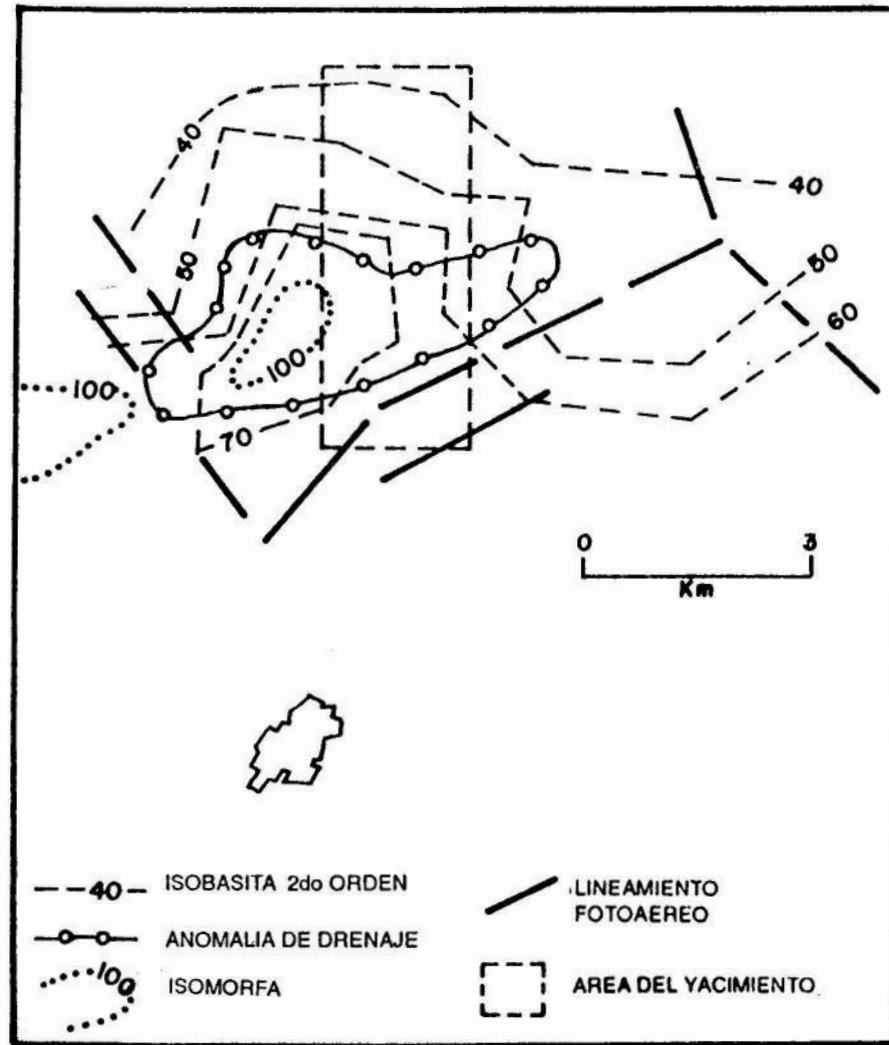 40
40
50
50
60
100
100
70
0 3
Km
40 ISOBASITA 2do ORDEN
ANOMALIA DE DRENAJE
100 ISOMORFA
LINEAMIENTO
FOTOAEREO
AREA DEL YACIMIENTO